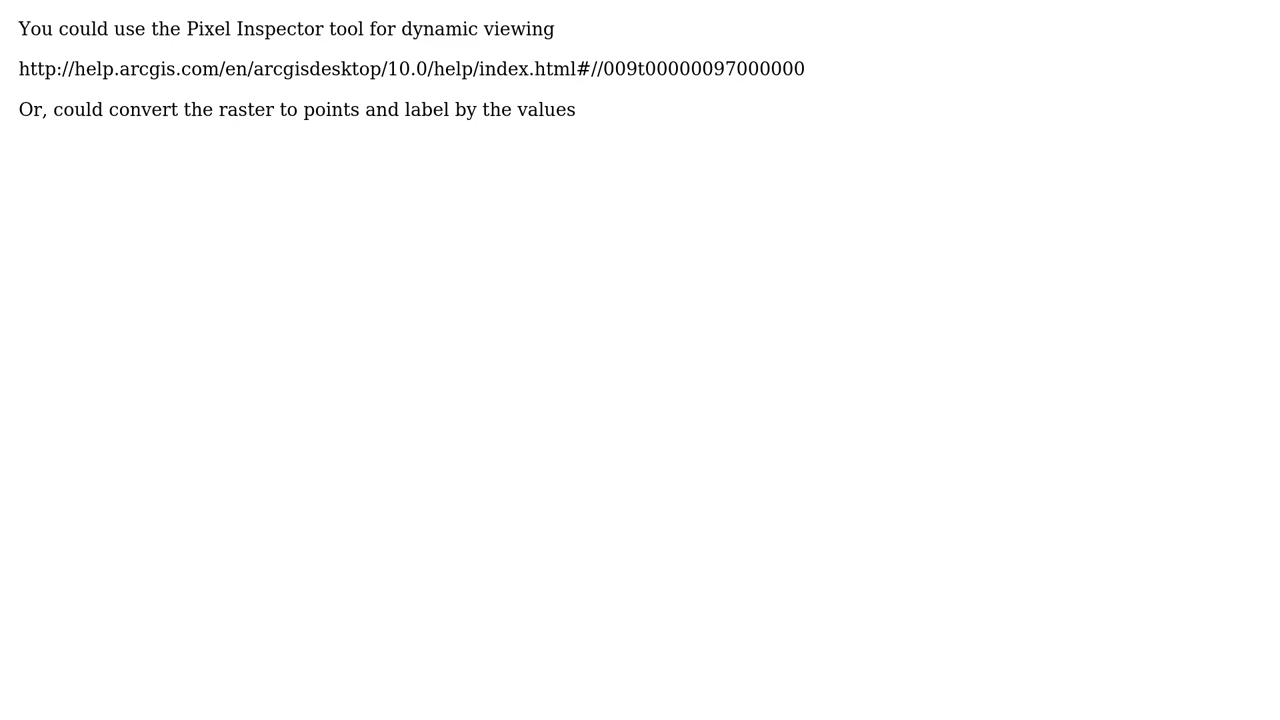 You could use the Pixel Inspector tool for dynamic viewing
http://help.arcgis.com/en/arcgisdesktop/10.0/help/index.html#//009t00000097000000
Or, could convert the raster to points and label by the values